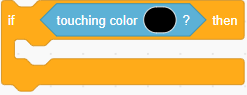 if touching color ? then